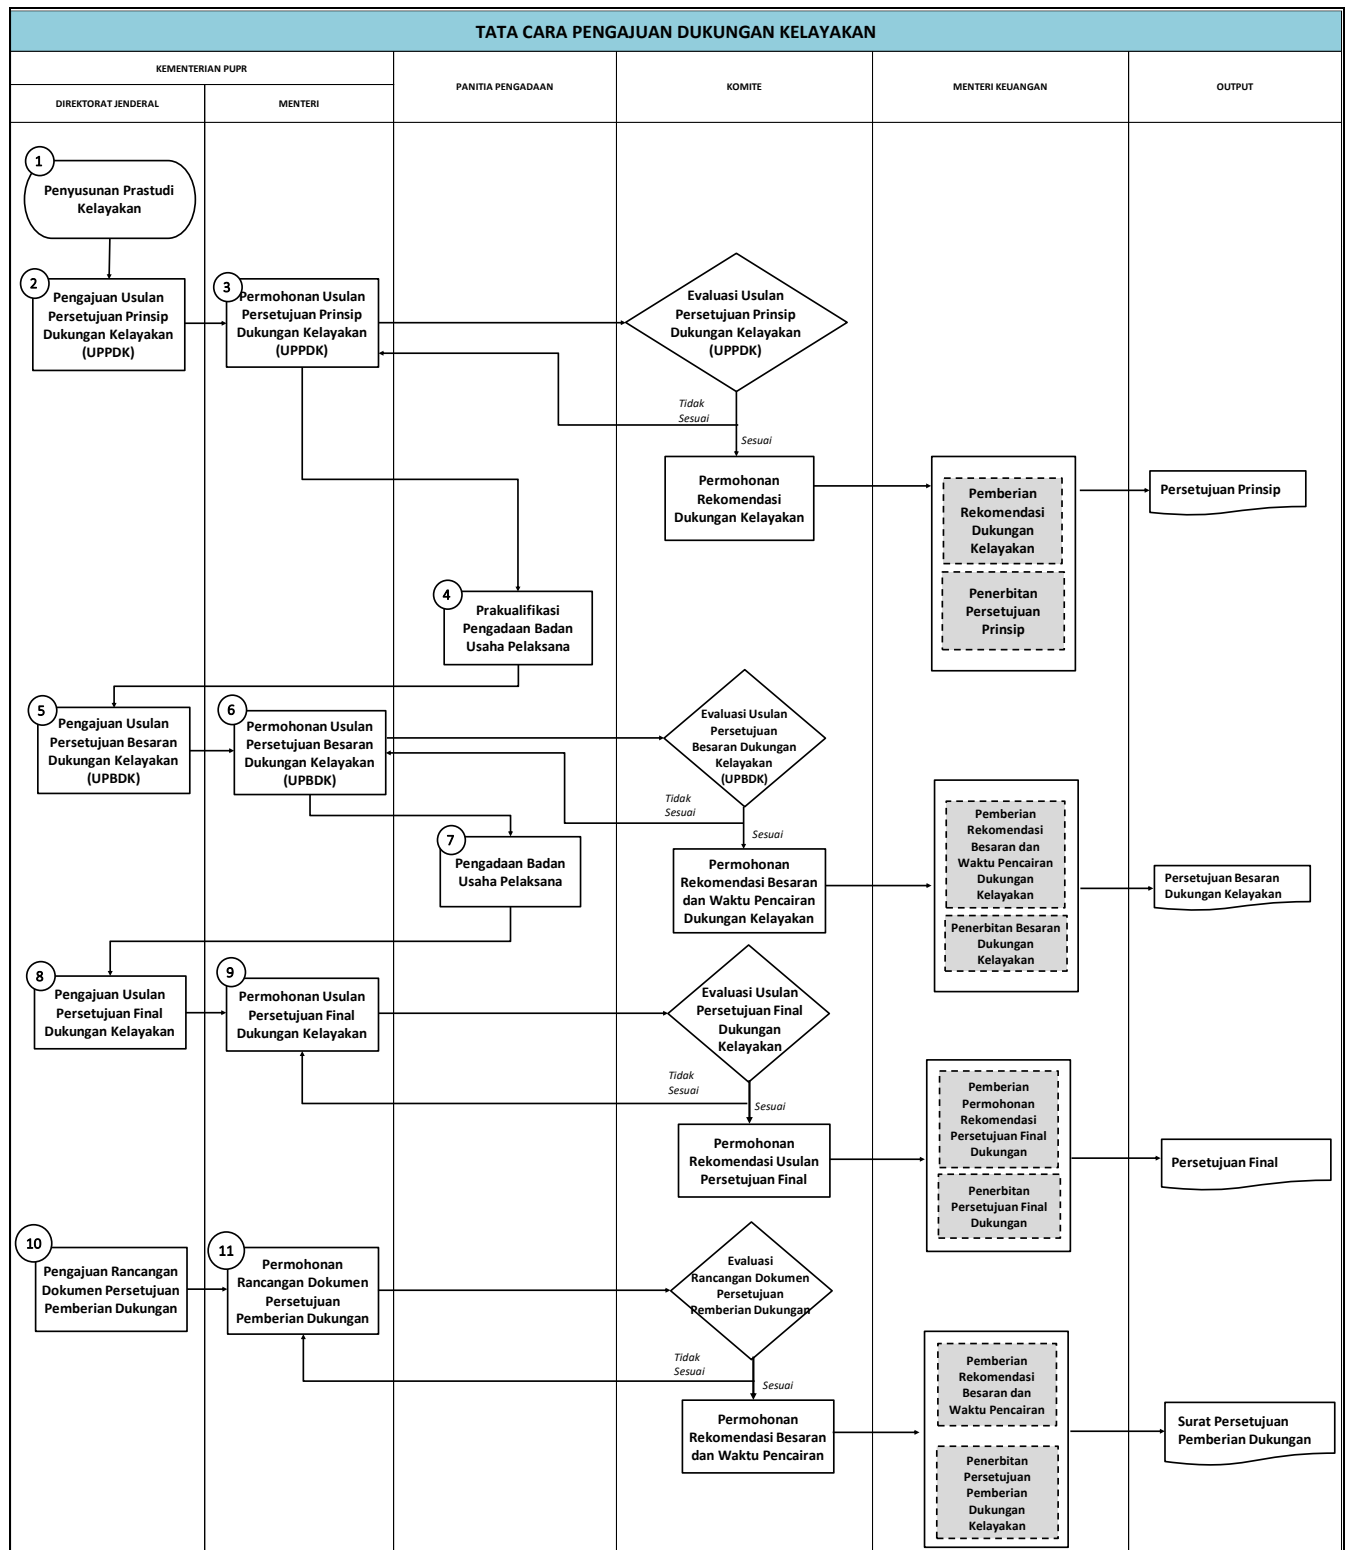 TATA CARA PENGAJUAN DUKUNGAN KELAYAKAN
KEMENTERIAN PUPR
DIREKTORAT JENDERAL
MENTERI
PANITIA PENGADAAN
KOMITE
MENTERI KEUANGAN
OUTPUT
1
Penyusunan Prastudi
Kelayakan
2
Pengajuan Usulan
Persetujuan Prinsip
Dukungan Kelayakan
(UPPDK)
3
Permohonan Usulan
Persetujuan Prinsip
Dukungan Kelayakan
(UPPDK)
Evaluasi Usulan
Persetujuan Prinsip
Dukungan Kelayakan
(UPPDK)
Tidak
Sesuai
Sesuai
Permohonan
Rekomendasi
Dukungan Kelayakan
Pemberian
Rekomendasi
Dukungan
Kelayakan
Penerbitan
Persetujuan
Prinsip
Persetujuan Prinsip
4
Prakualifikasi
Pengadaan Badan
Usaha Pelaksana
5
Pengajuan Usulan
Persetujuan Besaran
Dukungan Kelayakan
(UPBDK)
6
Permohonan Usulan
Persetujuan Besaran
Dukungan Kelayakan
(UPBDK)
Evaluasi Usulan
Persetujuan
Besaran Dukungan
Kelayakan
(UPBDK)
Tidak
Sesuai
Sesuai
7
Pengadaan Badan
Usaha Pelaksana
Permohonan
Rekomendasi Besaran
dan Waktu Pencairan
Dukungan Kelayakan
Pemberian
Rekomendasi
Besaran dan
Waktu Pencairan
Dukungan
Kelayakan
Penerbitan Besaran
Dukungan
Kelayakan
Persetujuan Besaran
Dukungan Kelayakan
8
Pengajuan Usulan
Persetujuan Final
Dukungan Kelayakan
9
Permohonan Usulan
Persetujuan Final
Dukungan Kelayakan
Evaluasi Usulan
Persetujuan Final
Dukungan
Kelayakan
Tidak
Sesuai
Sesuai
Permohonan
Rekomendasi Usulan
Persetujuan Final
Pemberian
Permohonan
Rekomendasi
Persetujuan Final
Dukungan
Penerbitan
Persetujuan Final
Dukungan
Persetujuan Final
10
Pengajuan Rancangan
Dokumen Persetujuan
Pemberian Dukungan
11
Permohonan
Rancangan Dokumen
Persetujuan
Pemberian Dukungan
Evaluasi
Rancangan Dokumen
Persetujuan
Pemberian Dukungan
Tidak
Sesuai
Sesuai
Permohonan
Rekomendasi Besaran
dan Waktu Pencairan
Pemberian
Rekomendasi
Besaran dan
Waktu Pencairan
Penerbitan
Persetujuan
Pemberian
Dukungan
Kelayakan
Surat Persetujuan
Pemberian Dukungan